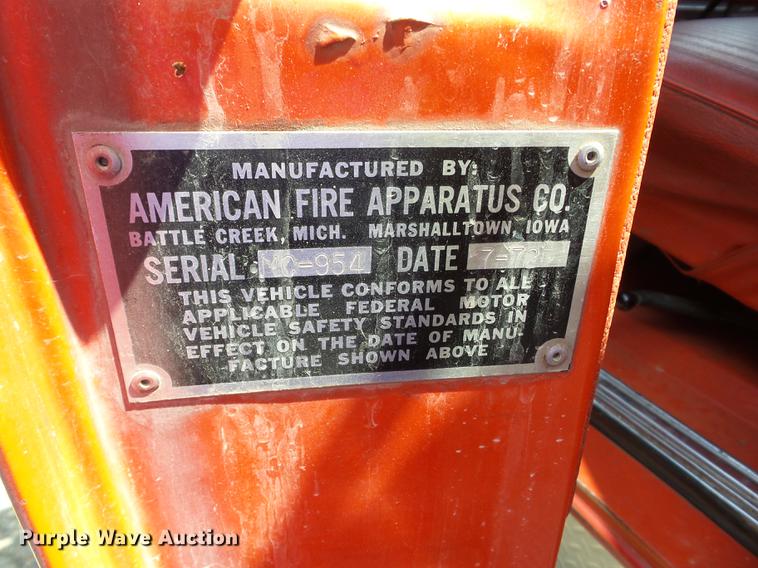 MANUFACTURED BY:
AMERICAN FIRE APPARATUS CO.
BATTLE CREEK, MICH. MARSHALLTOWN, IOWA
SERIAL MC-954 DATE
THIS VEHICLE CONFORMS TO ALL
APPLICABLE FEDERAL MOTOR
VEHICLE SAFETY STANDARDS IN
EFFECT ON THE DATE OF MANU-
FACTURE SHOWN ABOVE
Purple Wave Auction